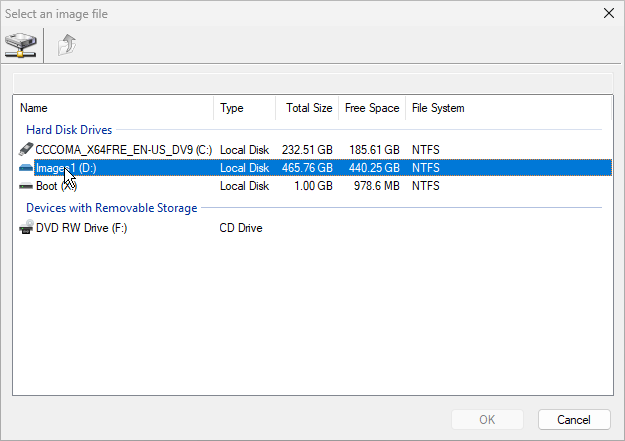 Select an image file
Name Type Total Size Free Space File System
Hard Disk Drives
CCCOMA_X64FRE_EN-US_DV9 (C:) Local Disk 232.51 GB 185.61 GB NTFS
Images1 (D:) Local Disk 465.76 GB 440.25 GB NTFS
Boot Local Disk 1.00 GB 978.6 MB NTFS
Devices with Removable Storage
DVD RW Drive (F:) CD Drive
OK Cancel